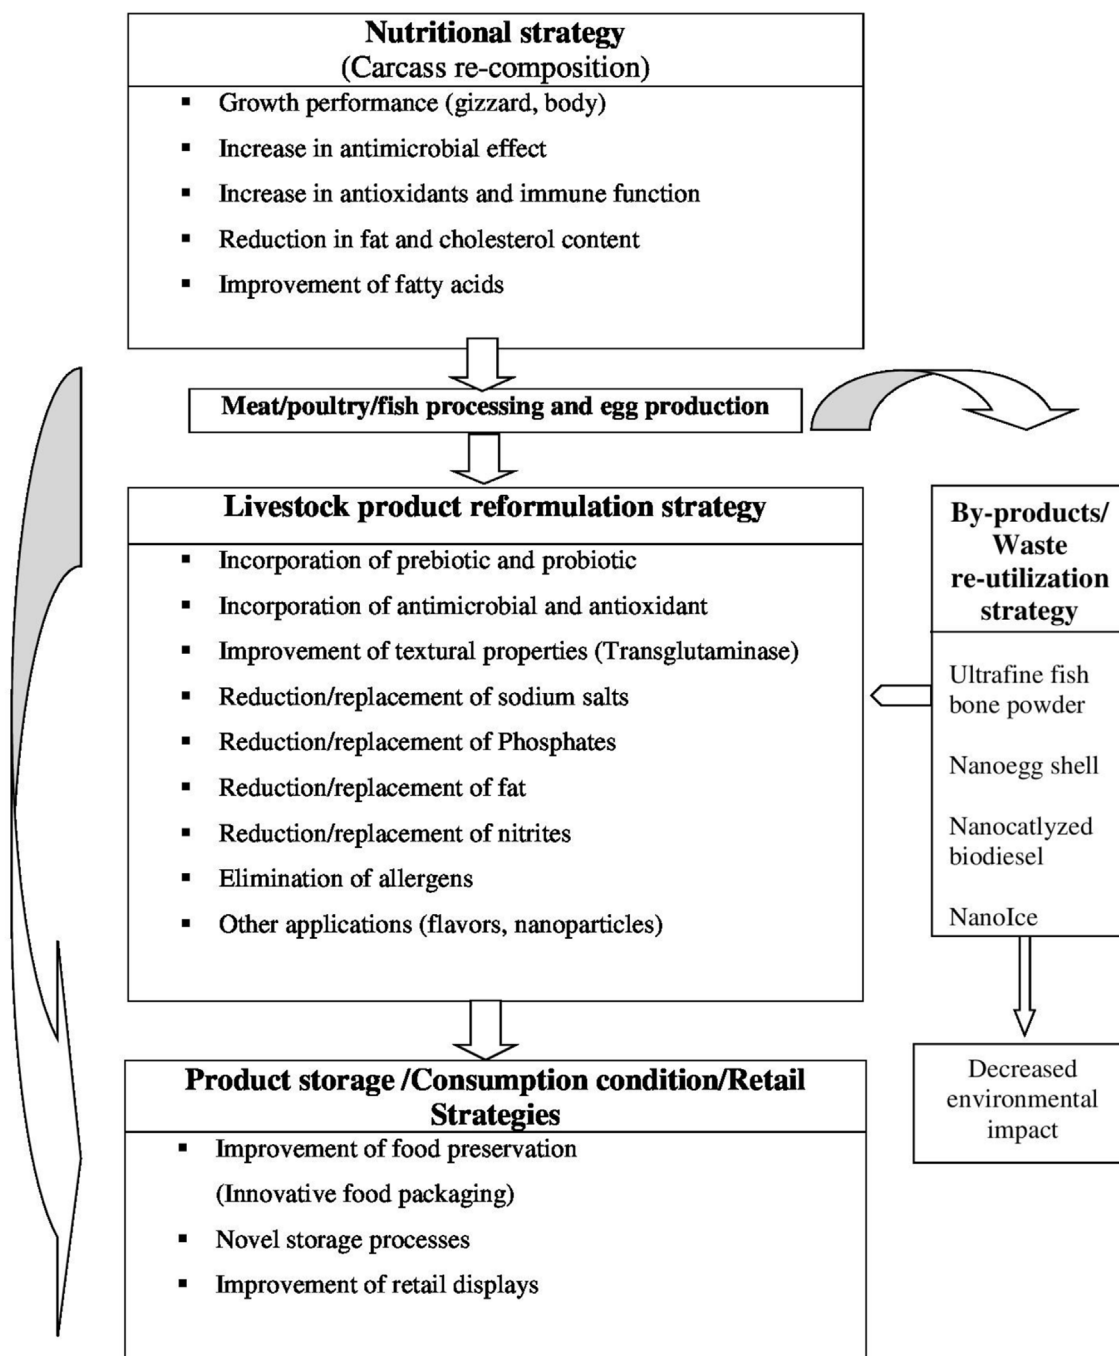 Nutritional strategy
(Carcass re-composition)
▪ Growth performance (gizzard, body)
▪ Increase in antimicrobial effect
▪ Increase in antioxidants and immune function
▪ Reduction in fat and cholesterol content
▪ Improvement of fatty acids
Meat/poultry/fish processing and egg production
Livestock product reformulation strategy
▪ Incorporation of prebiotic and probiotic
▪ Incorporation of antimicrobial and antioxidant
▪ Improvement of textural properties (Transglutaminase)
▪ Reduction/replacement of sodium salts
▪ Reduction/replacement of Phosphates
▪ Reduction/replacement of fat
▪ Reduction/replacement of nitrites
▪ Elimination of allergens
▪ Other applications (flavors, nanoparticles)
By-products/
Waste
re-utilization
strategy
Ultrafine fish
bone powder
Nanoegg shell
Nanocatlyzed
biodiesel
NanoIce
Decreased
environmental
impact
Product storage /Consumption condition/Retail
Strategies
▪ Improvement of food preservation
(Innovative food packaging)
▪ Novel storage processes
▪ Improvement of retail displays